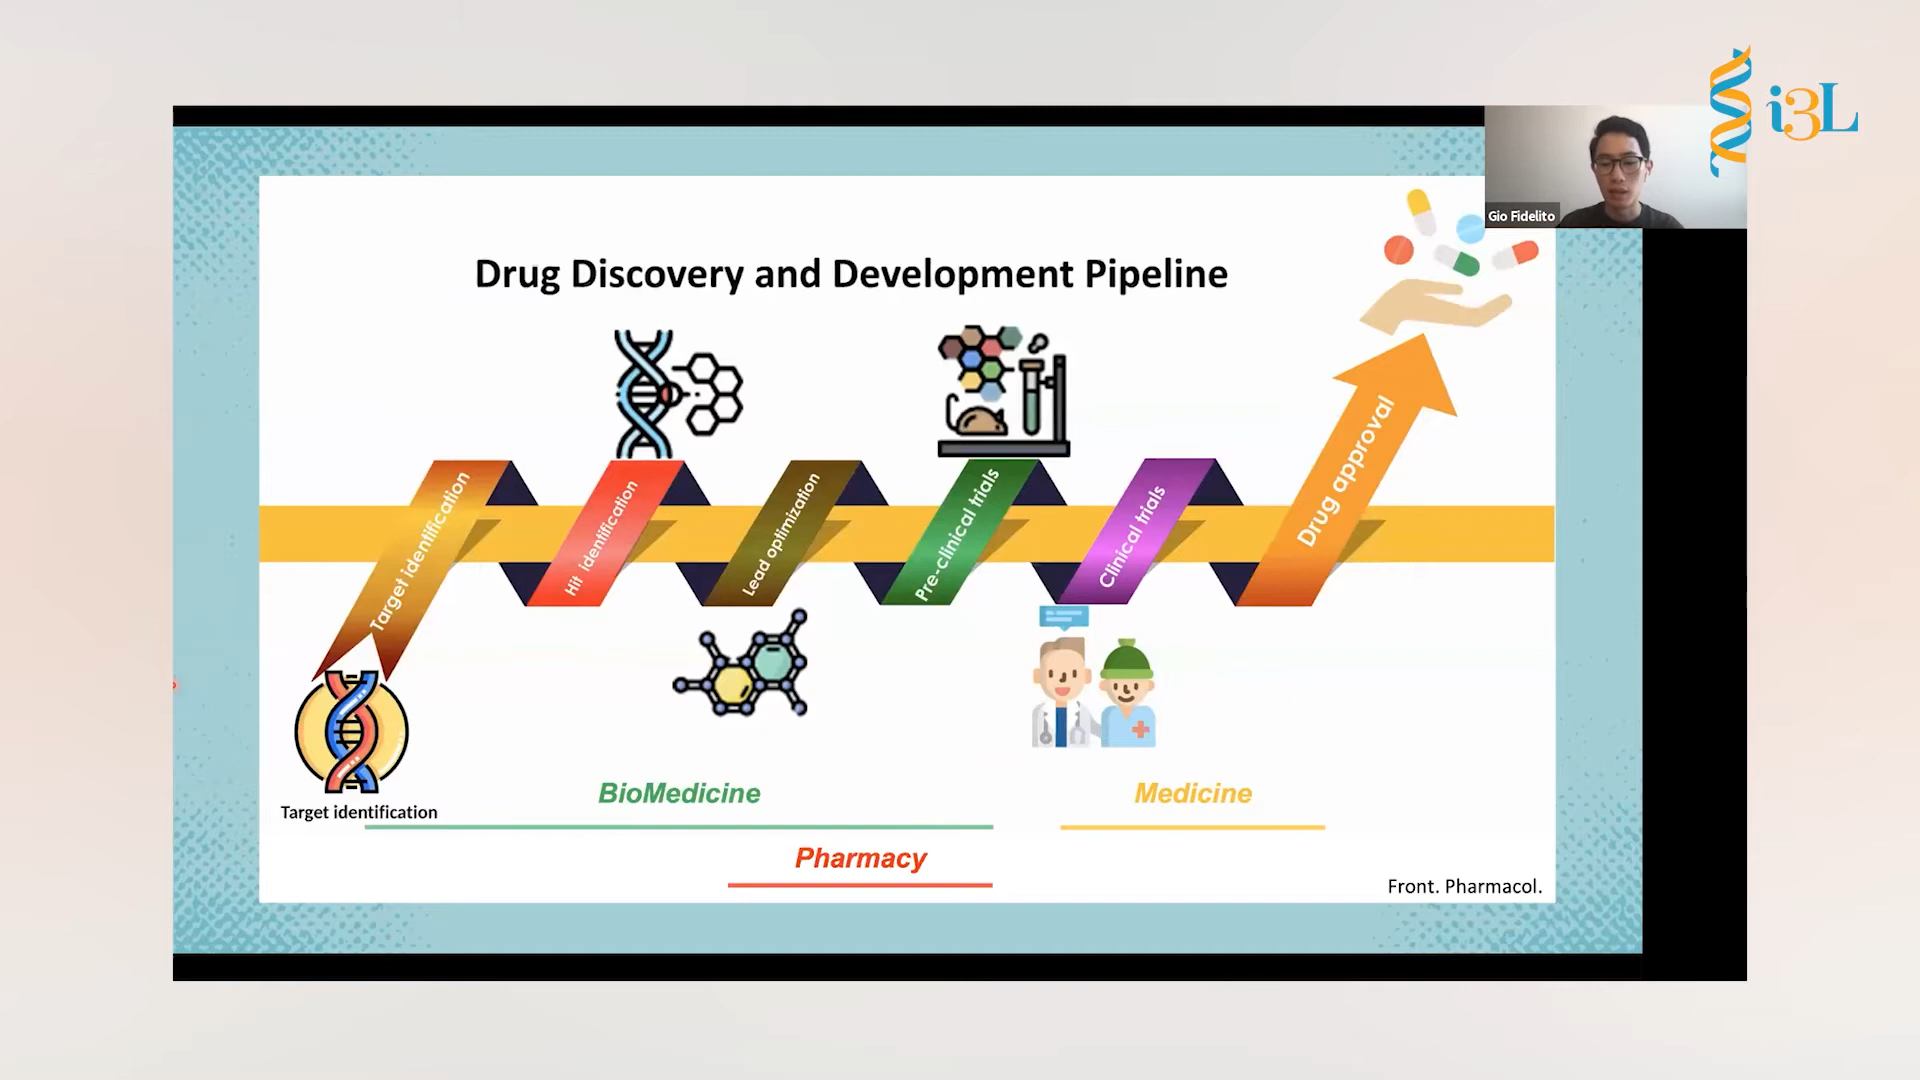 i3L
Gio Fidelito
Drug Discovery and Development Pipeline
Target identification
Hit identification
Lead optimization
Pre-clinical trials
Clinical trials
Drug approval
Target identification
BioMedicine
Medicine
Pharmacy
Front. Pharmacol.